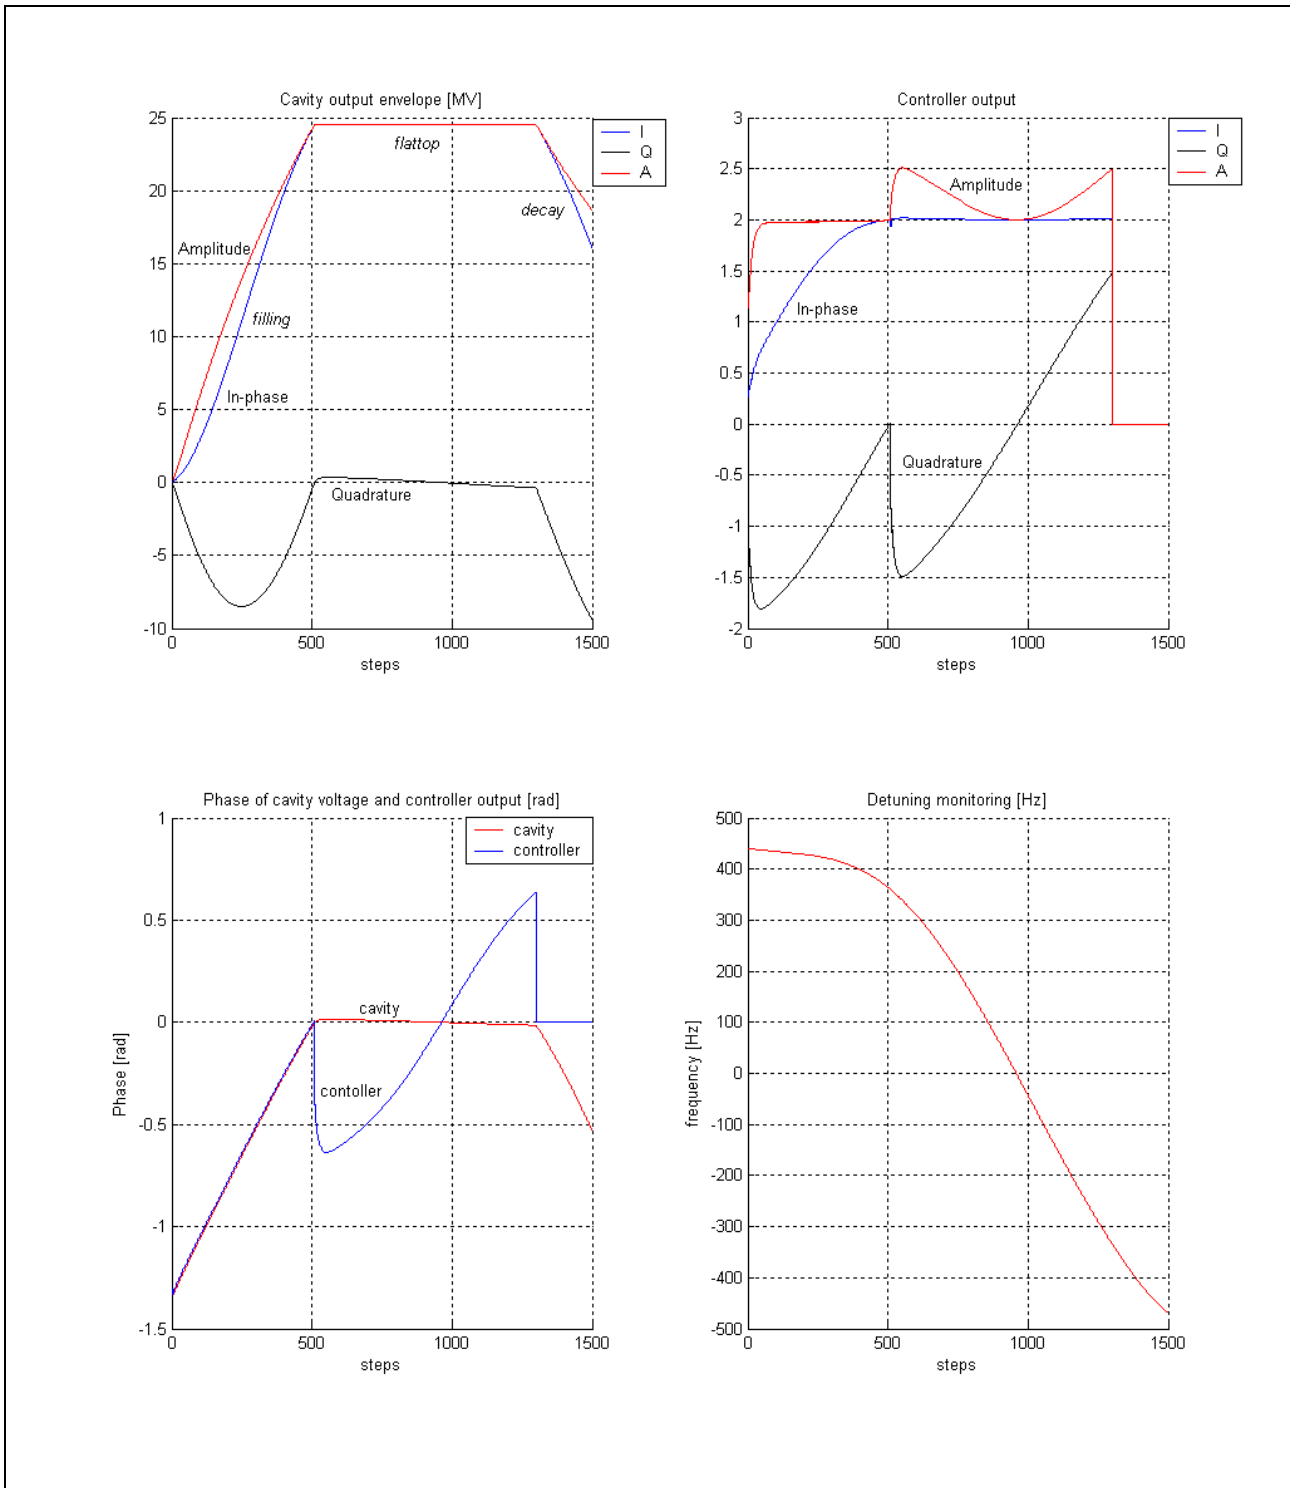 Cavity output envelope [MV]
25
20
15
10
5
0
-5
-10
0
500
1000
1500
steps
I
Q
A
flattop
decay
Amplitude
filling
In-phase
Quadrature
Controller output
3
2.5
2
1.5
1
0.5
0
-0.5
-1
-1.5
-2
0
500
1000
1500
steps
I
Q
A
Amplitude
In-phase
Quadrature
Phase of cavity voltage and controller output [rad]
1
0.5
0
-0.5
-1
-1.5
0
500
1000
1500
steps
Phase [rad]
cavity
controller
cavity
contoller
Detuning monitoring [Hz]
500
400
300
200
100
0
-100
-200
-300
-400
-500
0
500
1000
1500
steps
frequency [Hz]